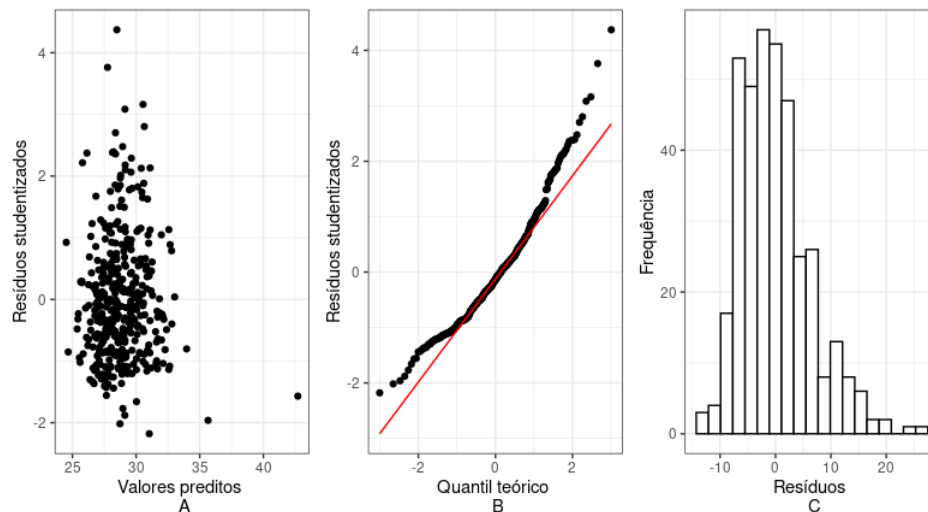 Resíduos studentizados
4
2
0
-2
25
30
35
40
Valores preditos
A
Resíduos studentizados
4
2
0
-2
-2
0
2
Quantil teórico
B
Frequência
40
20
0
-10
0
10
20
Resíduos
C